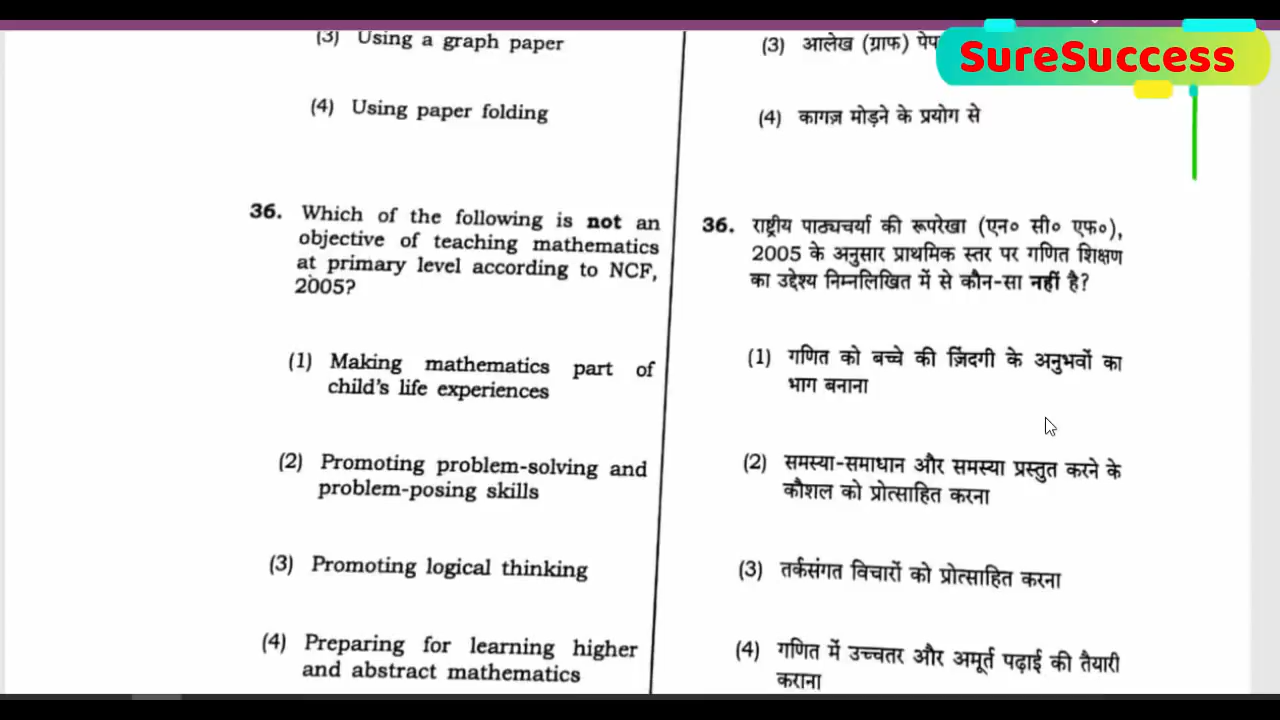 (3) Using a graph paper
(4) Using paper folding
36. Which of the following is not an
objective of teaching mathematics
at primary level according to NCF,
2005?
(1) Making mathematics part of
child's life experiences
(2) Promoting problem-solving and
problem-posing skills
(3) Promoting logical thinking
(4) Preparing for learning higher
and abstract mathematics
(3) आलेख (ग्राफ)
SureSuccess
(4) कागज़ मोड़ने के प्रयोग से
36. राष्ट्रीय पाठ्यचर्या की रूपरेखा (एन० सी० एफ०),
2005 के अनुसार प्राथमिक स्तर पर गणित शिक्षण
का उद्देश्य निम्नलिखित में से कौन-सा नहीं है?
(1) गणित को बच्चे की ज़िंदगी के अनुभवों का
भाग बनाना
(2) समस्या-समाधान और समस्या प्रस्तुत करने के
कौशल को प्रोत्साहित करना
(3) तर्कसंगत विचारों को प्रोत्साहित करना
(4) गणित में उच्चतर और अमूर्त पढ़ाई की तैयारी
कराना